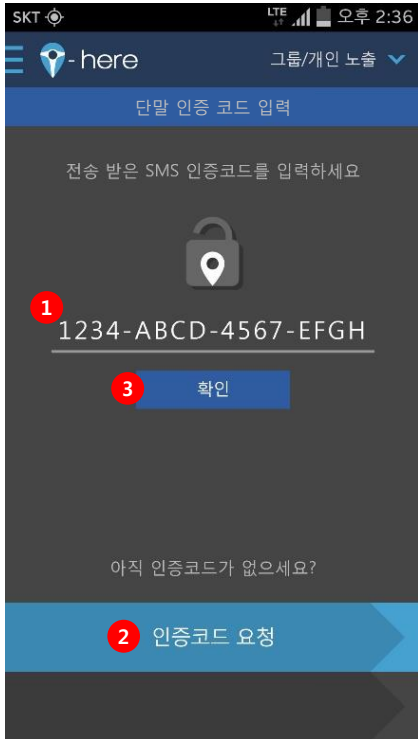 SKT LTE 오후 2:36
- here 그룹/개인 노출
단말 인증 코드 입력
전송 받은 SMS 인증코드를 입력하세요
1
1234-ABCD-4567-EFGH
3 확인
아직 인증코드가 없으세요?
2 인증코드 요청